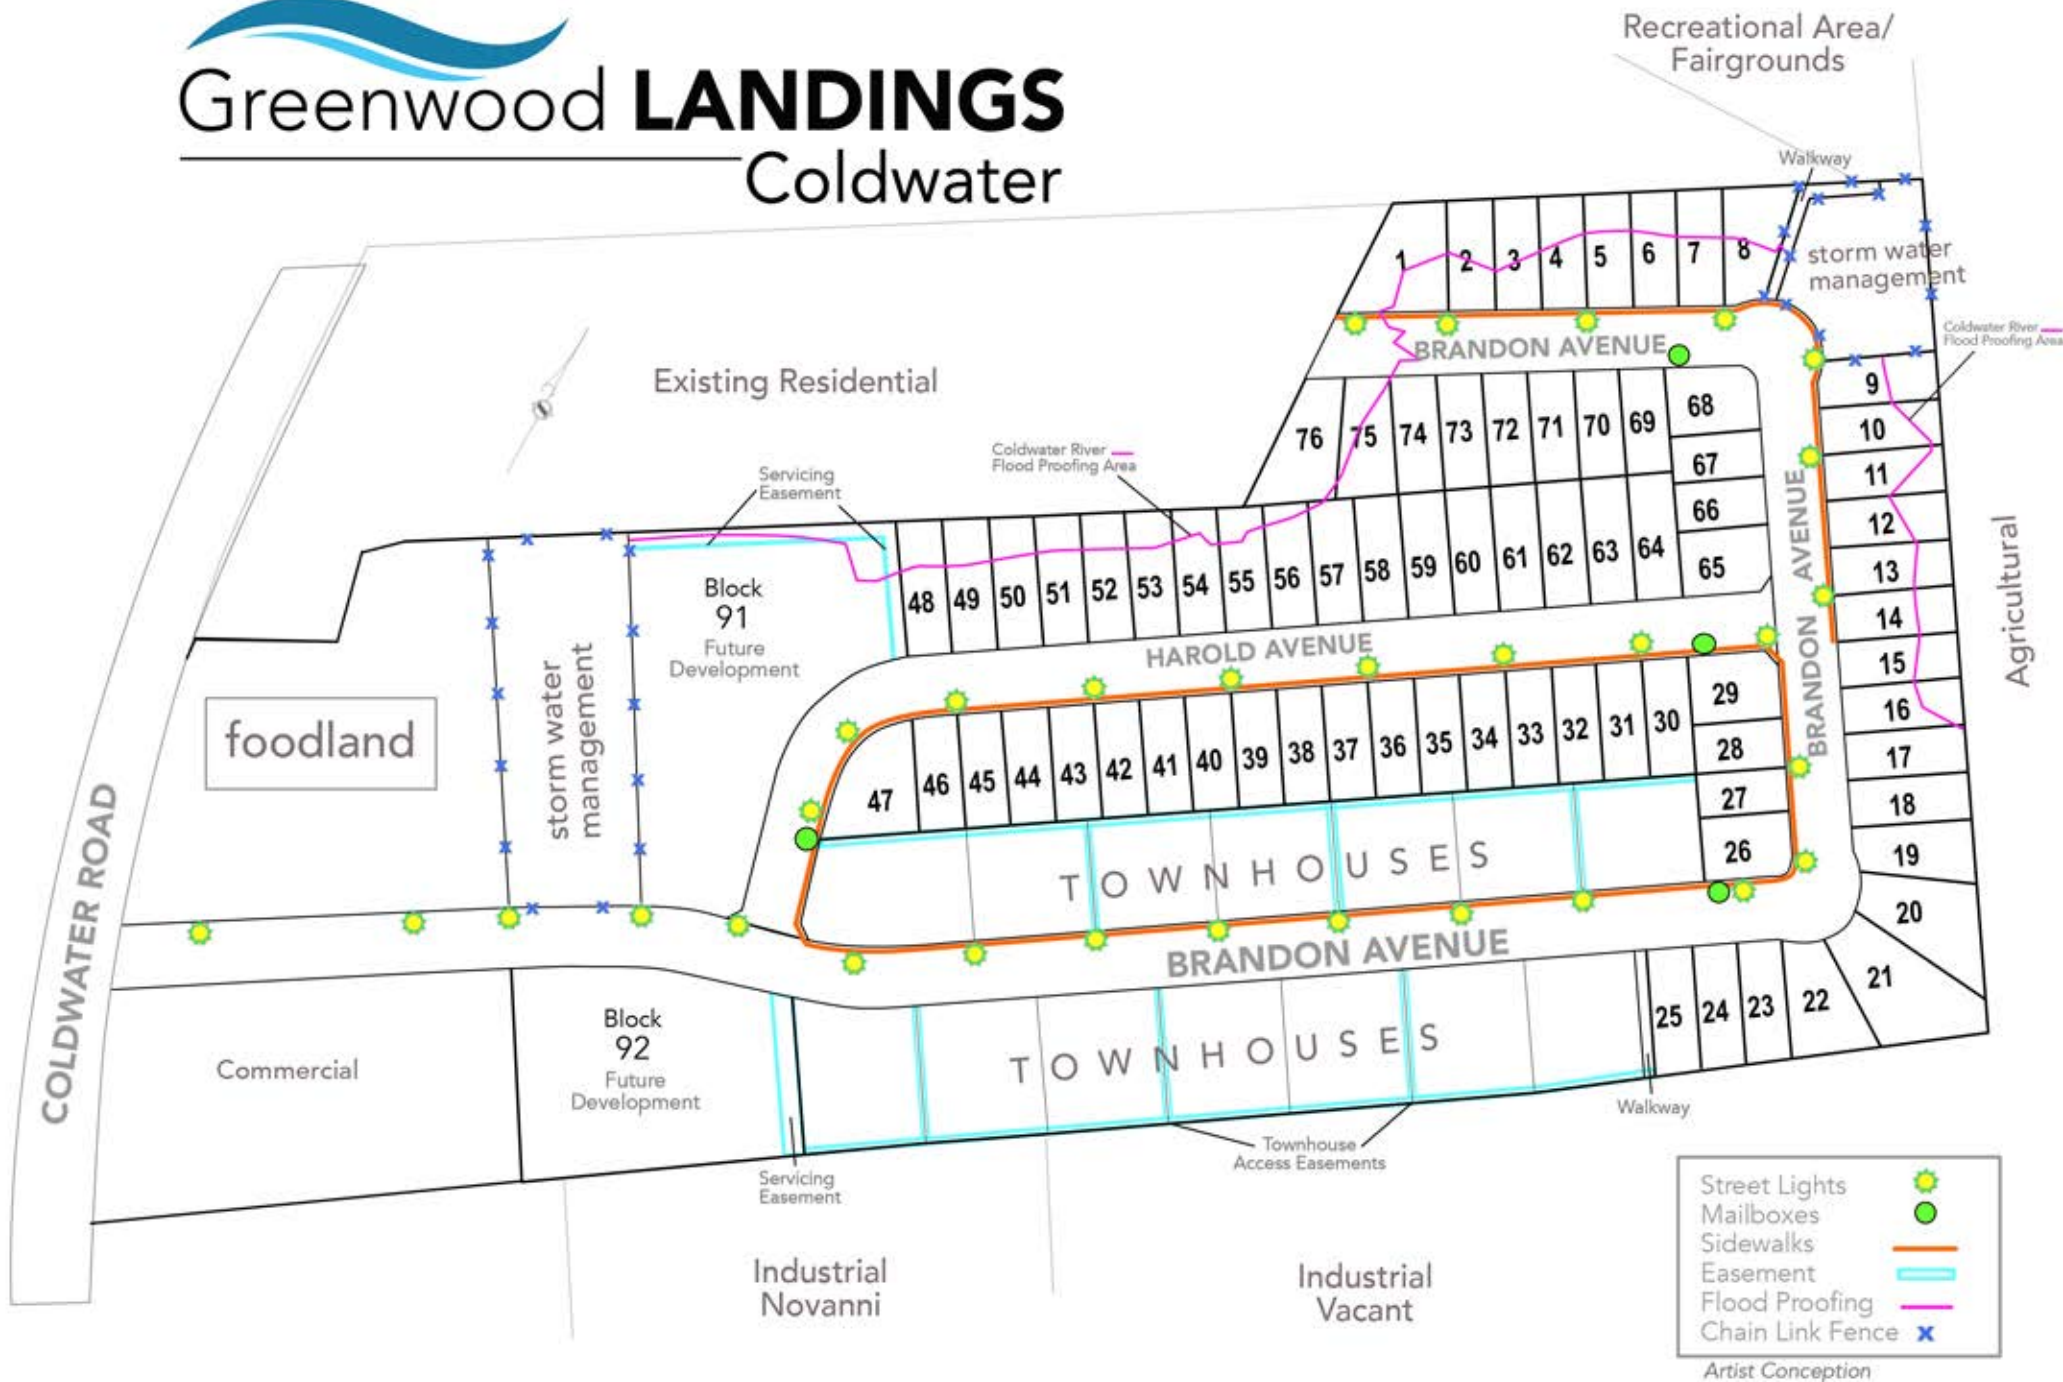 Greenwood LANDINGS
Coldwater
Recreational Area/
Fairgrounds
Walkway
storm water
management
Coldwater River
Flood Proofing Area
1 2 3 4 5 6 7 8
BRANDON AVENUE
Existing Residential
76 75 74 73 72 71 70 69 68
67
66
65
9
10
11
12
13
14
15
16
17
18
19
20
21
BRANDON AVENUE
Agricultural
Servicing
Easement
Coldwater River
Flood Proofing Area
48 49 50 51 52 53 54 55 56 57 58 59 60 61 62 63 64
Block
91
Future
Development
HAROLD AVENUE
foodland
storm water
management
47 46 45 44 43 42 41 40 39 38 37 36 35 34 33 32 31 30 29
28
27
26
BRANDON
TOWNHOUSES
COLDWATER ROAD
BRANDON AVENUE
25 24 23 22
Commercial
Block
92
Future
Development
TOWNHOUSES
Walkway
Servicing
Easement
Townhouse
Access Easements
Industrial
Novanni
Industrial
Vacant
Street Lights
Mailboxes
Sidewalks
Easement
Flood Proofing
Chain Link Fence
Artist Conception